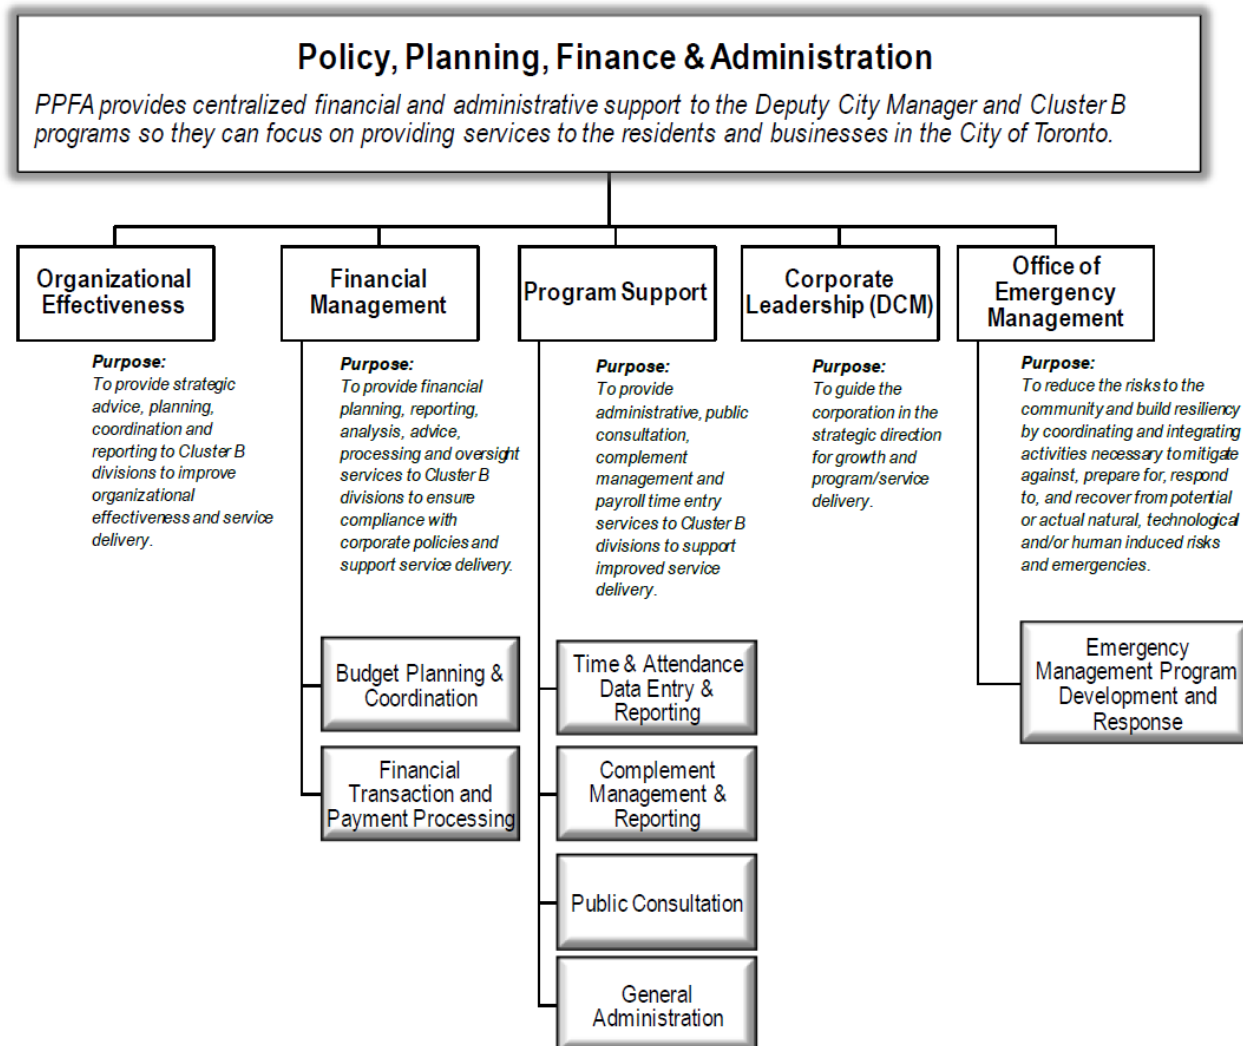 Policy, Planning, Finance & Administration
PPFA provides centralized financial and administrative support to the Deputy City Manager and Cluster B
programs so they can focus on providing services to the residents and businesses in the City of Toronto.
Organizational
Effectiveness
Purpose:
To provide strategic
advice, planning,
coordination and
reporting to Cluster B
divisions to improve
organizational
effectiveness and service
delivery.
Financial
Management
Purpose:
To provide financial
planning, reporting,
analysis, advice,
processing and oversight
services to Cluster B
divisions to ensure
compliance with
corporate policies and
support service delivery.
Budget Planning &
Coordination
Financial
Transaction and
Payment Processing
Program Support
Purpose:
To provide
administrative, public
consultation,
complement
management and
payroll time entry
services to Cluster B
divisions to support
improved service
delivery.
Time & Attendance
Data Entry &
Reporting
Complement
Management &
Reporting
Public Consultation
General
Administration
Corporate
Leadership (DCM)
Purpose:
To guide the
corporation in the
strategic direction
for growth and
program/service
delivery.
Office of
Emergency
Management
Purpose:
To reduce the risks to the
community and build resiliency
by coordinating and integrating
activities necessary to mitigate
against, prepare for, respond
to, and recover from potential
or actual natural, technological
and/or human induced risks
and emergencies.
Emergency
Management Program
Development and
Response